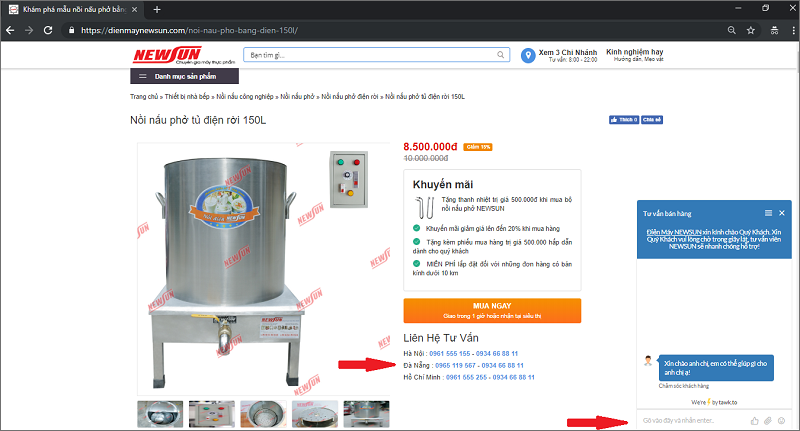 Khám phá mẫu nồi nấu phở bằng
https://dienmaynewsun.com/noi-nau-pho-bang-dien-150l/
NEWSUN
Chuyên gia máy thực phẩm
Bạn tìm gì...
Xem 3 Chi Nhánh
Tư vấn: 8:00 - 22:00
Kinh nghiệm hay
Hướng dẫn, Mẹo vặt
Danh mục sản phẩm
Trang chủ » Thiết bị nhà bếp » Nồi nấu công nghiệp » Nồi nấu phở » Nồi nấu phở điện rời » Nồi nấu phở tủ điện rời 150L
Nồi nấu phở tủ điện rời 150L
Thích 0
Chia sẻ
NEWSUN
NEWSUN
NEWSUN
NEWSUN
NEWSUN
8.500.000đ
Giảm 15%
10.000.000đ
Khuyến mãi
Tặng thanh nhiệt trị giá 500.000đ khi mua bộ
nồi nấu phở NEWSUN
Khuyến mãi giảm giá lên đến 20% khi mua hàng
Tặng kèm phiếu mua hàng trị giá 500.000 hấp dẫn
dành cho quý khách
MIỄN PHÍ lắp đặt đối với những đơn hàng có bán
kính dưới 10 km
MUA NGAY
Giao trong 1 giờ hoặc nhận tại siêu thị
Liên Hệ Tư Vấn
Hà Nội : 0961 555 155 - 0934 66 88 11
Đà Nẵng : 0965 119 567 - 0934 66 88 11
Hồ Chí Minh : 0961 555 255 - 0934 66 88 11
Tư vấn bán hàng
Điện Máy NEWSUN xin kính chào Quý Khách. Xin
Quý Khách vui lòng chờ trong giây lát, tư vấn viên
NEWSUN sẽ nhanh chóng hỗ trợ!
Xin chào anh chị, em có thể giúp gì cho
anh chị ạ!
Chăm sóc khách hàng
We're by tawk.to
Gõ vào đây và nhấn enter..